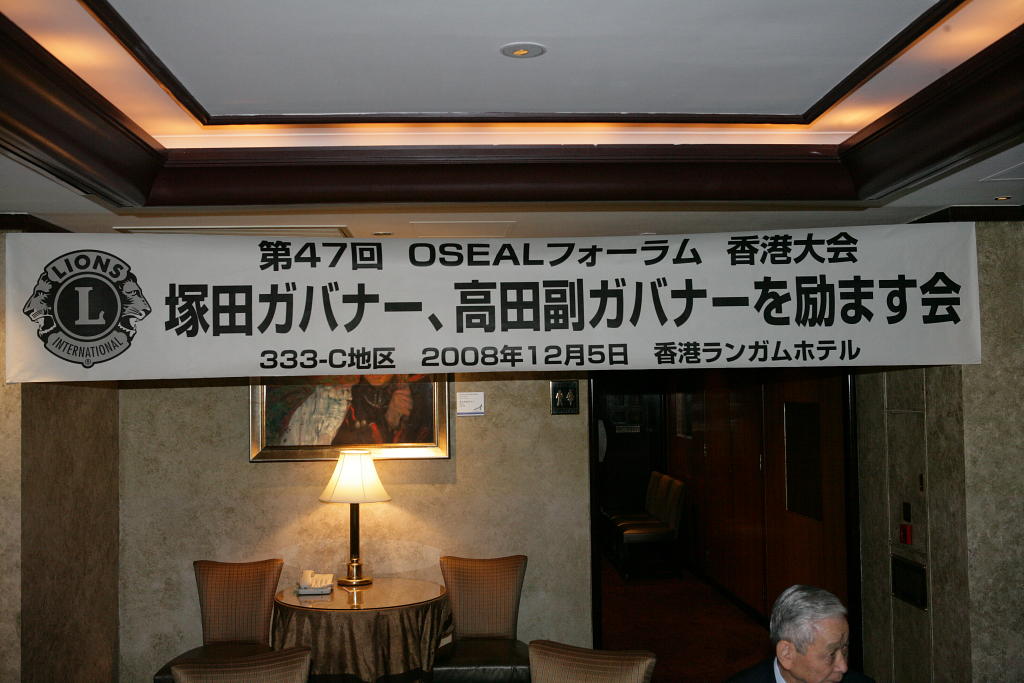 第47回 OSEALフォーラム 香港大会
塚田ガバナー、高田副ガバナーを励ます会
333-C地区 2008年12月5日 香港ランガムホテル
LIONS
L
INTERNATIONAL
®